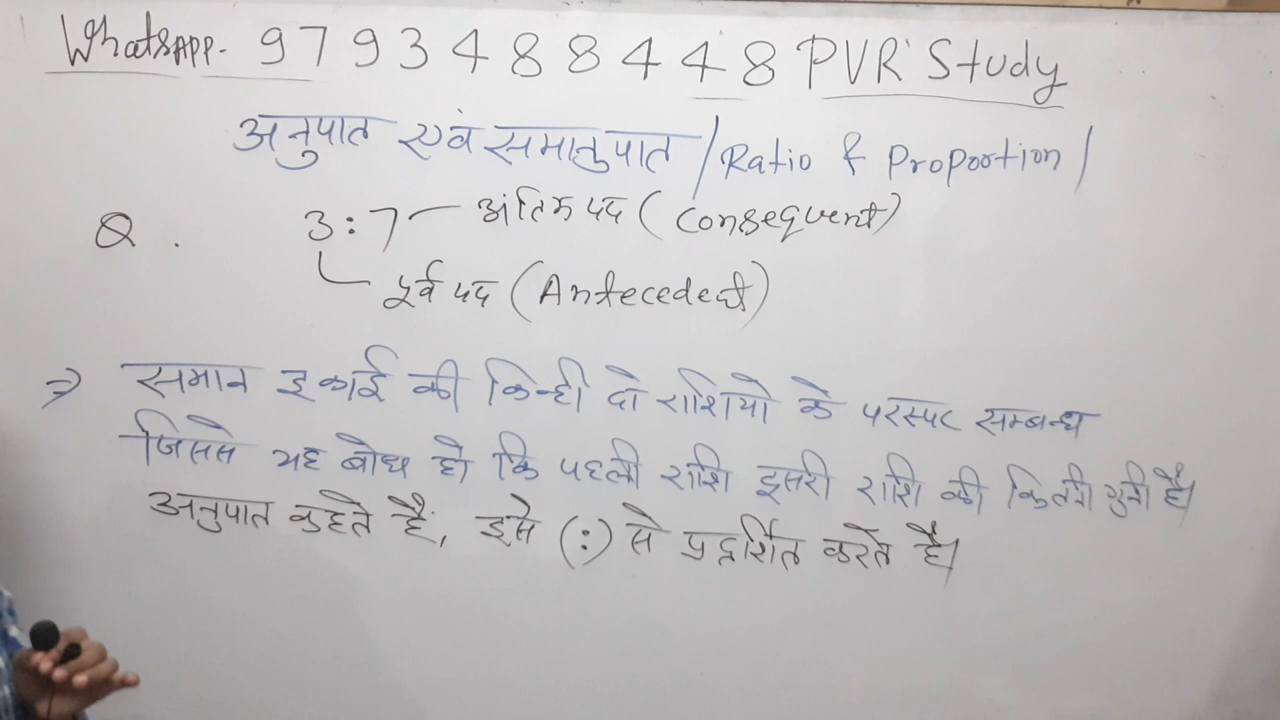 WhatsAPP. 9793488448 PVR Study
अनुपात एवं समानुपात / Ratio & Proportion /
Q. 3:7 — अंतिम पद (Consequent)
पूर्व पद (Antecedent)
⇒ समान इकाई की किन्ही दो राशियो के परस्पर सम्बन्ध
जिससे यह बोध हो कि पहली राशि दूसरी राशि की कितनी गुनी है।
अनुपात कहते हैं, इसे (:) से प्रदर्शित करते है।